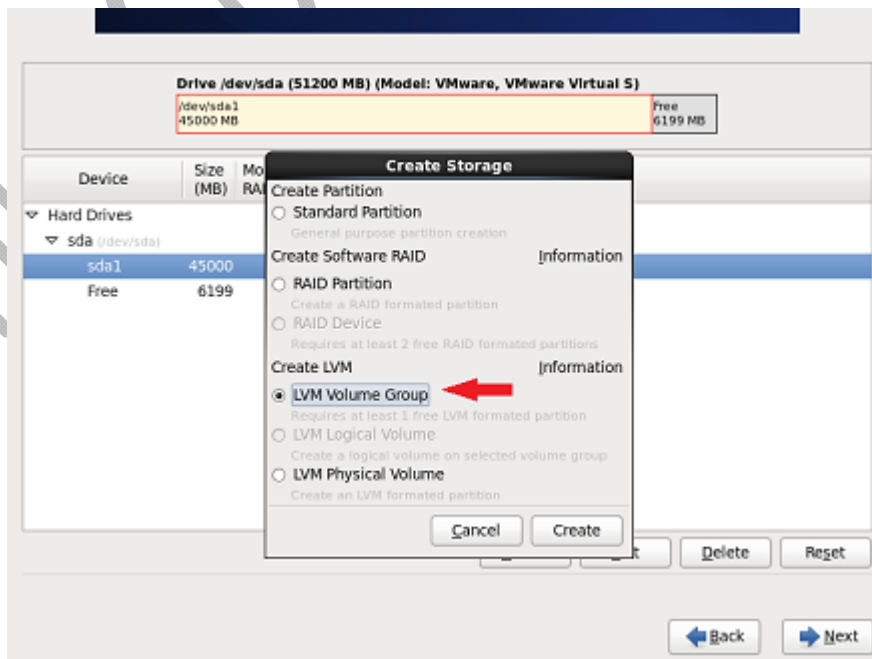 Drive /dev/sda (51200 MB) (Model: VMware, VMware Virtual S)
/dev/sda1
45000 MB
Free
6199 MB
Device
Size
(MB)
Mo
RAI
Hard Drives
sda (/dev/sda)
sda1 45000
Free 6199
Create Storage
Create Partition
Standard Partition
General purpose partition creation
Create Software RAID Information
RAID Partition
Create a RAID formated partition
RAID Device
Requires at least 2 free RAID formated partitions
Create LVM Information
LVM Volume Group
Requires at least 1 free LVM formated partition
LVM Logical Volume
Create a logical volume on selected volume group
LVM Physical Volume
Create an LVM formated partition
Cancel Create
Delete Reset
Back Next